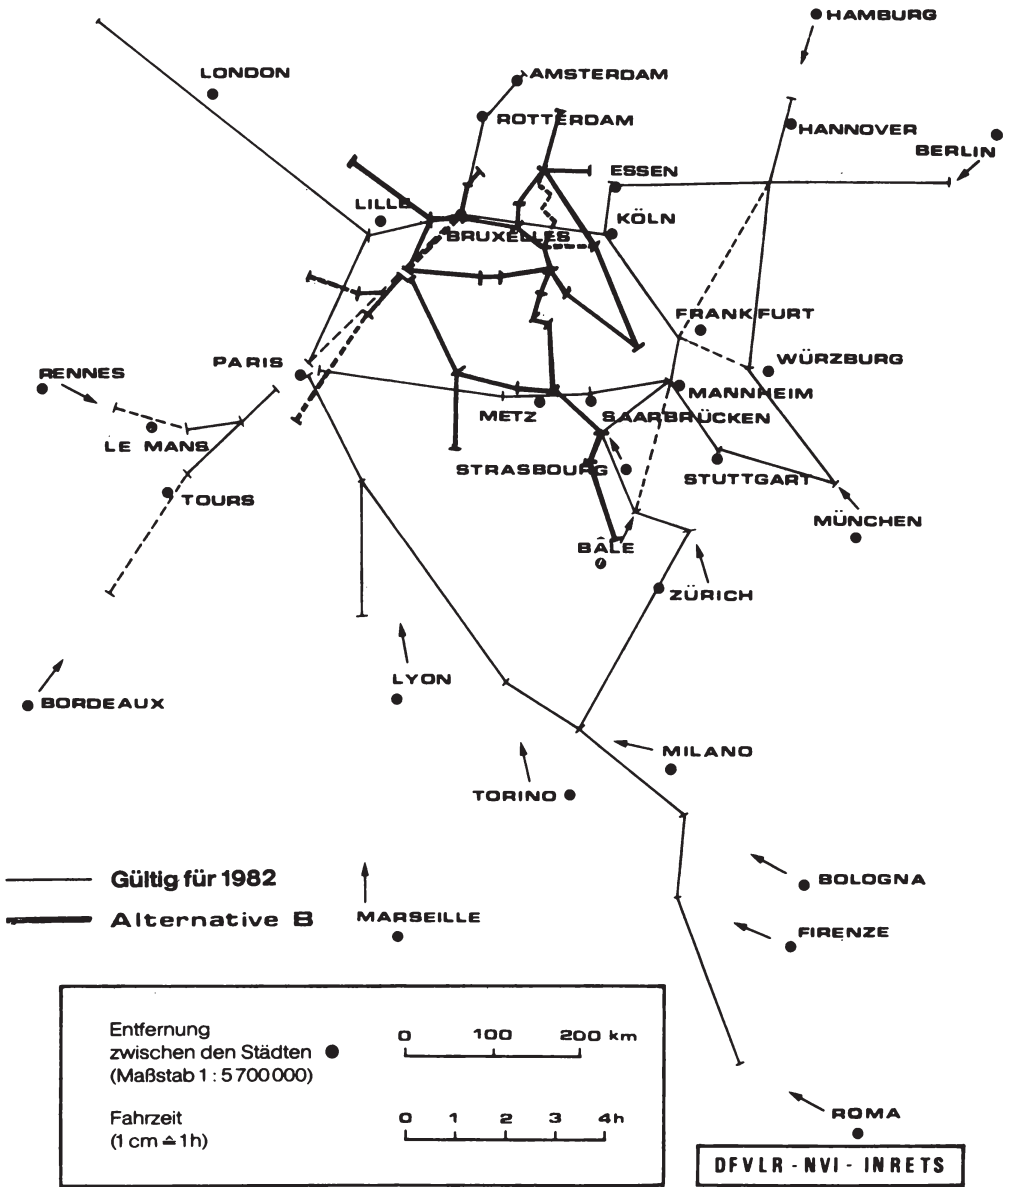 HAMBURG
LONDON
AMSTERDAM
ROTTERDAM
HANNOVER
BERLIN
ESSEN
LILLE
KÖLN
BRUXELLES
FRANKFURT
PARIS
WÜRZBURG
RENNES
MANNHEIM
METZ
SAARBRÜCKEN
LE MANS
STRASBOURG
STUTTGART
TOURS
MÜNCHEN
BÂLE
ZÜRICH
LYON
BORDEAUX
MILANO
TORINO
Gültig für 1982
BOLOGNA
Alternative B
MARSEILLE
FIRENZE
Entfernung
zwischen den Städten
(Maßstab 1 : 5 700 000)
0 100 200 km
Fahrzeit
(1 cm ≙ 1h)
0 1 2 3 4h
ROMA
DFVLR - NVI - INRETS